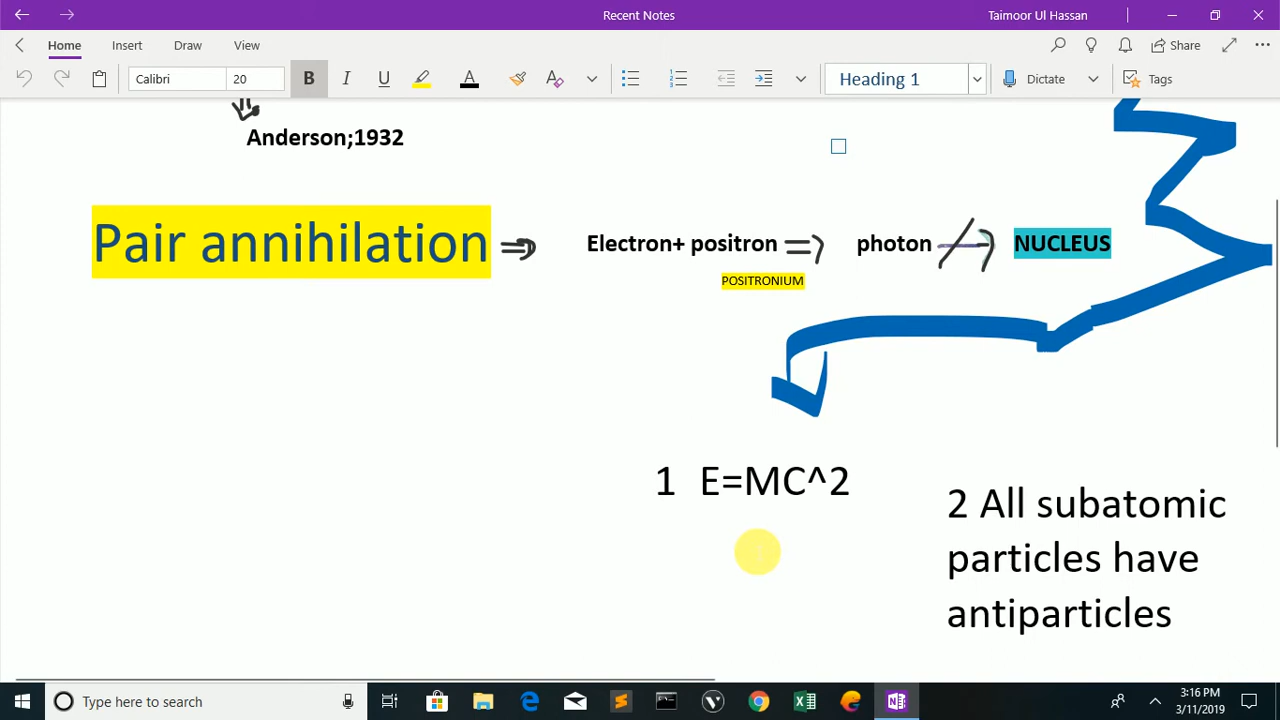 Recent Notes
Taimoor Ul Hassan
Home Insert Draw View
Share
Calibri 20 B I U A A Heading 1 Dictate Tags
Anderson;1932
Pair annihilation Electron+ positron photon NUCLEUS
POSITRONIUM
1 E=MC^2
2 All subatomic
particles have
antiparticles
Type here to search
3:16 PM
3/11/2019